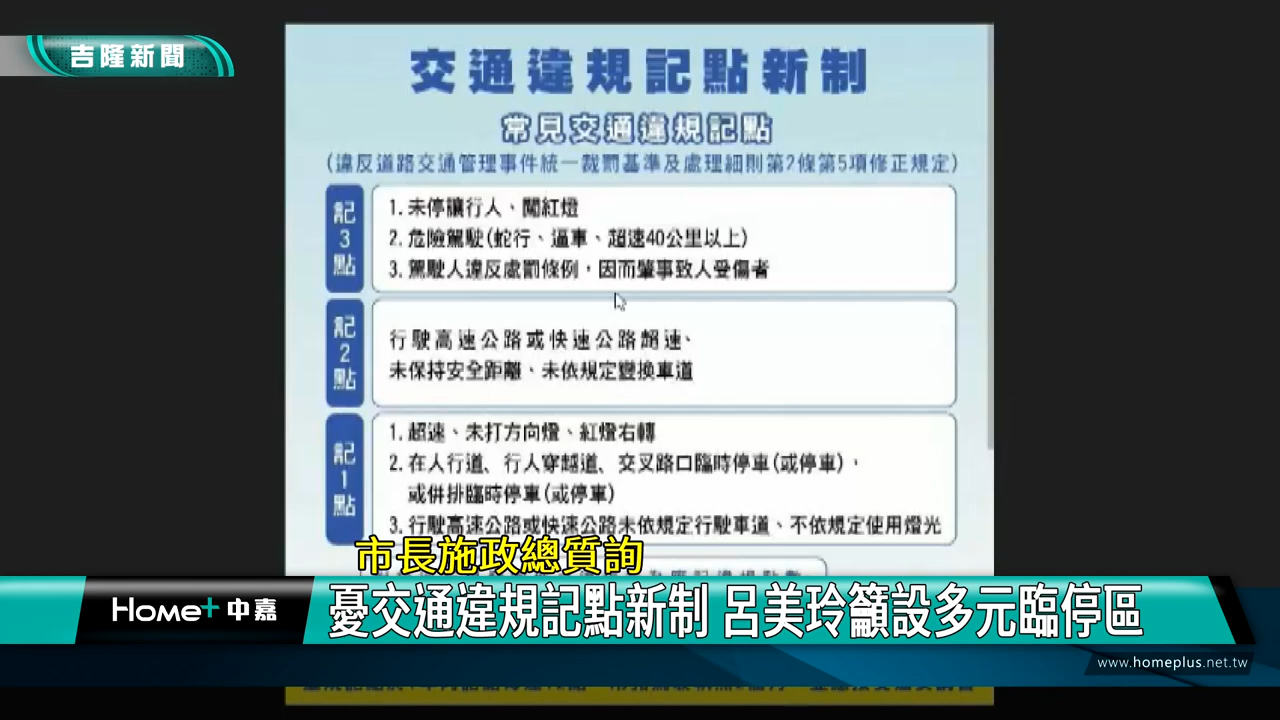 吉隆新聞
交通違規記點新制
常見交通違規記點
(違反道路交通管理事件統一裁罰基準及處理細則第2條第5項修正規定)
記3點
1. 未停讓行人、闖紅燈
2. 危險駕駛(蛇行、逼車、超速40公里以上)
3. 駕駛人違反處罰條例，因而肇事致人受傷者
記2點
行駛高速公路或快速公路超速、
未保持安全距離、未依規定變換車道
記1點
1. 超速、未打方向燈、紅燈右轉
2. 在人行道、行人穿越道、交叉路口臨時停車(或停車)，
或併排臨時停車(或停車)
3. 行駛高速公路或快速公路未依規定行駛車道、不依規定使用燈光
市長施政總質詢
Home+中嘉
憂交通違規記點新制 呂美玲籲設多元臨停區
www.homeplus.net.tw